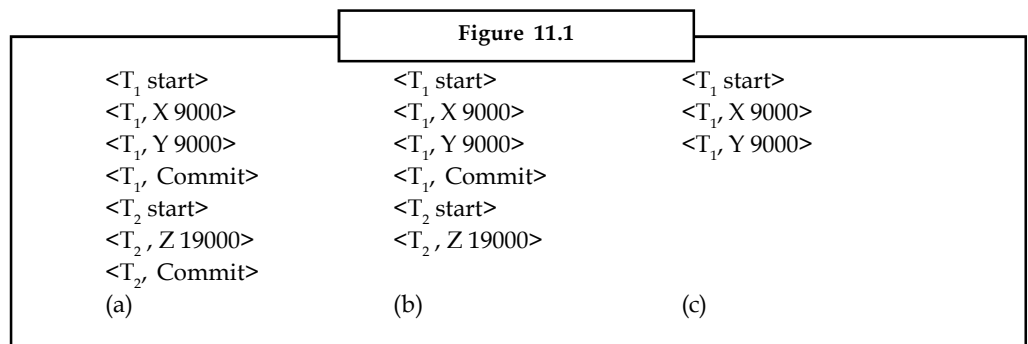 Figure 11.1
<T₁ start> <T₁ start> <T₁ start>
<T₁, X 9000> <T₁, X 9000> <T₁, X 9000>
<T₁, Y 9000> <T₁, Y 9000> <T₁, Y 9000>
<T₁, Commit> <T₁, Commit>
<T₂ start> <T₂ start>
<T₂ , Z 19000> <T₂ , Z 19000>
<T₂, Commit>
(a) (b) (c)